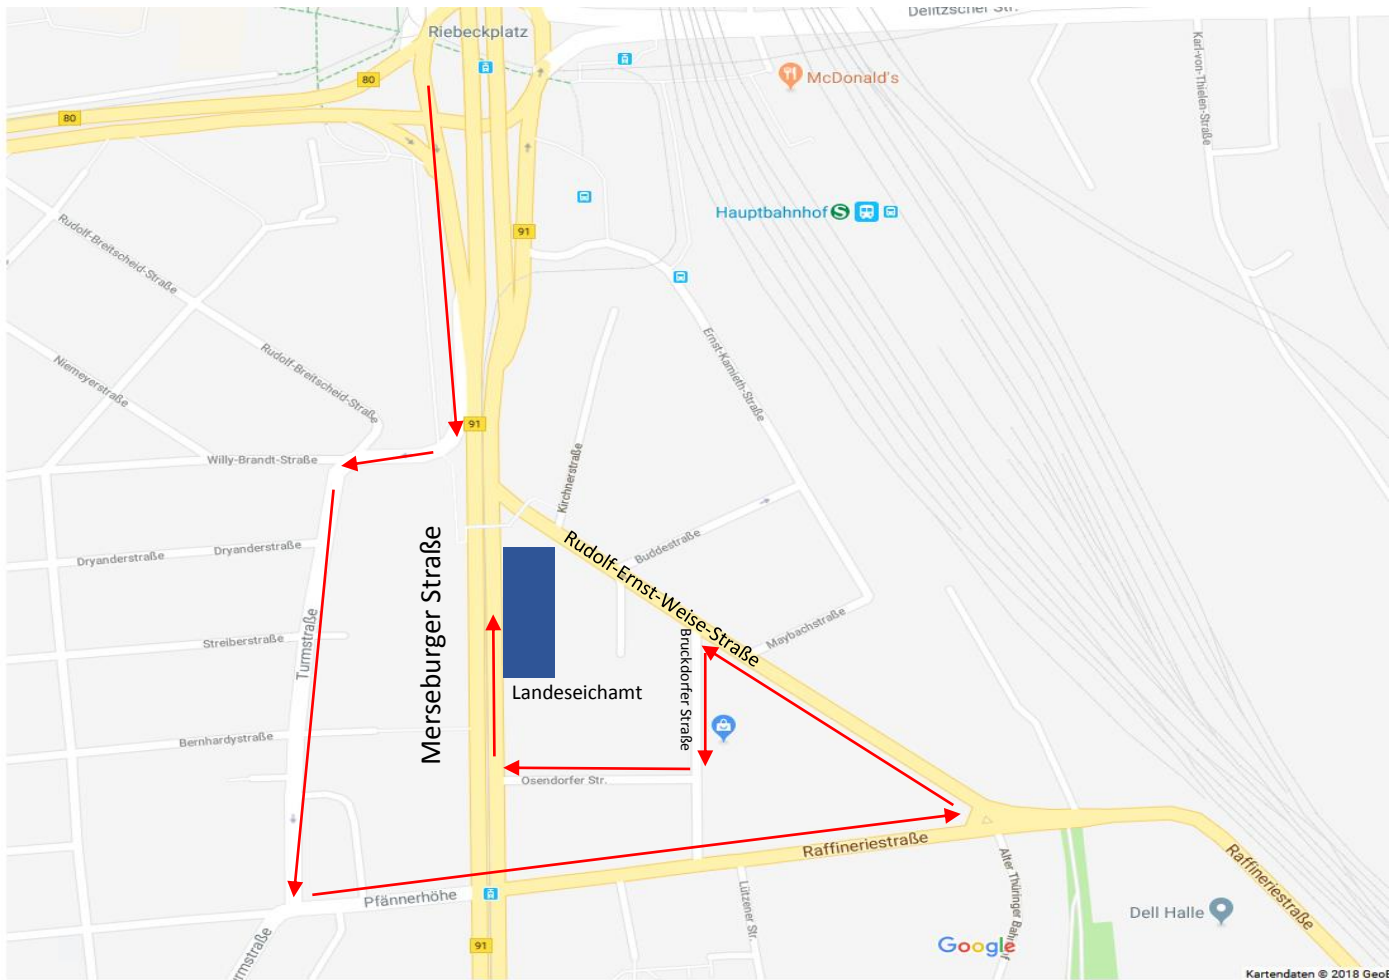 Delitzscher Str.
Riebeckplatz
80
McDonald's
80
Karl-von-Thielen-Straße
Hauptbahnhof S
91
Rudolf-Breitscheid-Straße
Ernst-Kamieth-Straße
Rudolf-Breitscheid-Straße
Niemeyerstraße
91
Willy-Brandt-Straße
Kirchnerstraße
Merseburger Straße
Rudolf-Ernst-Weise-Straße
Buddestraße
Dryanderstraße
Dryanderstraße
Turmstraße
Streiberstraße
Maybachstraße
Bruckdorfer Straße
Landeseichamt
Bernhardystraße
Osendorfer Str.
Raffineriestraße
Raffineriestraße
Pfännerhöhe
Lützener Str.
Alter Thüringer
Dell Halle
Turmstraße
91
Google
Kartendaten © 2018 GeoB